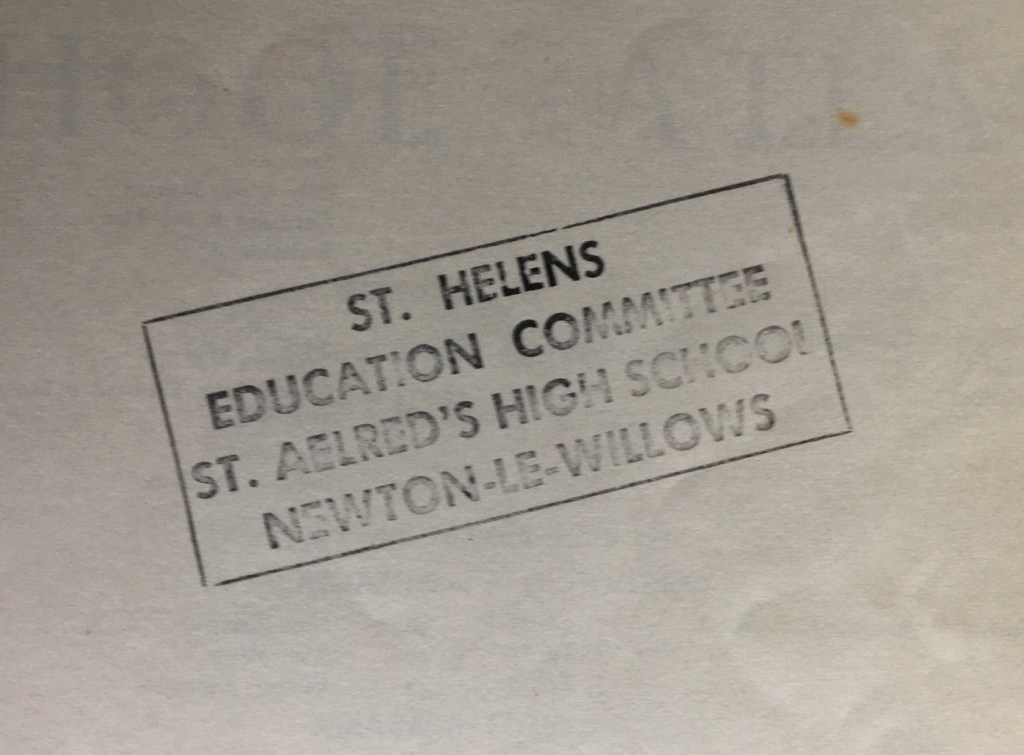 ST. HELENS
EDUCATION COMMITTEE
ST. AELRED'S HIGH SCHOOL
NEWTON-LE-WILLOWS